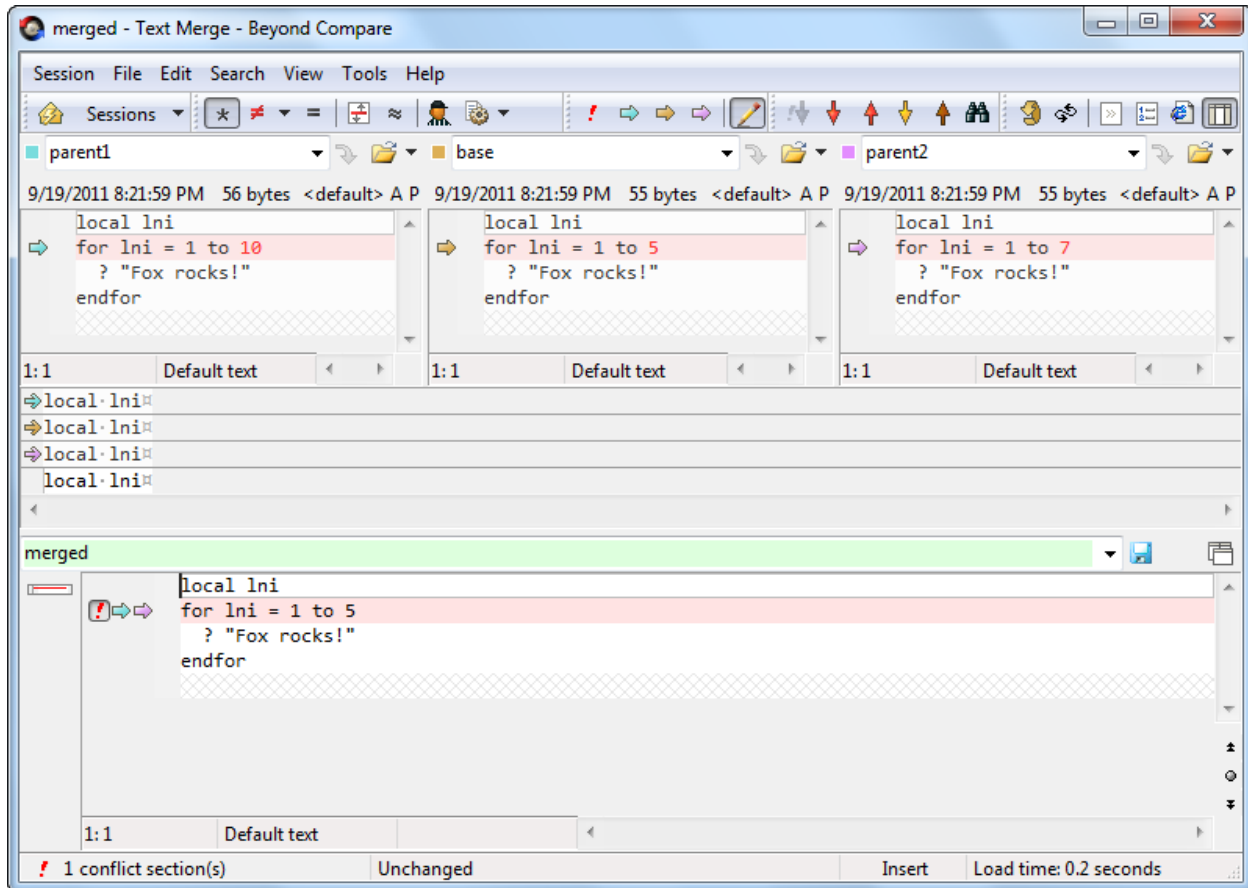 merged - Text Merge - Beyond Compare
Session File Edit Search View Tools Help
Sessions
parent1 base parent2
9/19/2011 8:21:59 PM 56 bytes <default> A P 9/19/2011 8:21:59 PM 55 bytes <default> A P 9/19/2011 8:21:59 PM 55 bytes <default> A P
local lni local lni local lni
for lni = 1 to 10 for lni = 1 to 5 for lni = 1 to 7
? "Fox rocks!" ? "Fox rocks!" ? "Fox rocks!"
endfor endfor endfor
1: 1 Default text 1: 1 Default text 1: 1 Default text
local·lni¤
local·lni¤
local·lni¤
local·lni¤
merged
local lni
for lni = 1 to 5
? "Fox rocks!"
endfor
1: 1 Default text
! 1 conflict section(s) Unchanged Insert Load time: 0.2 seconds